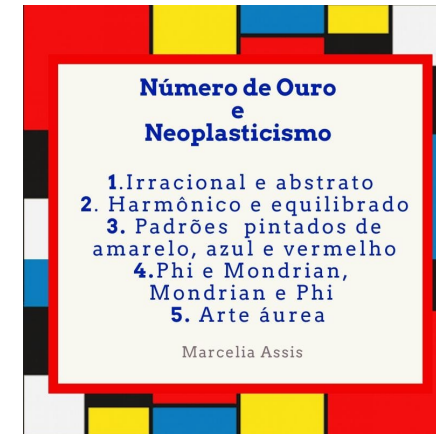 Número de Ouro
e
Neoplasticismo
1.Irracional e abstrato
2. Harmônico e equilibrado
3. Padrões pintados de
amarelo, azul e vermelho
4.Phi e Mondrian,
Mondrian e Phi
5. Arte áurea
Marcelia Assis